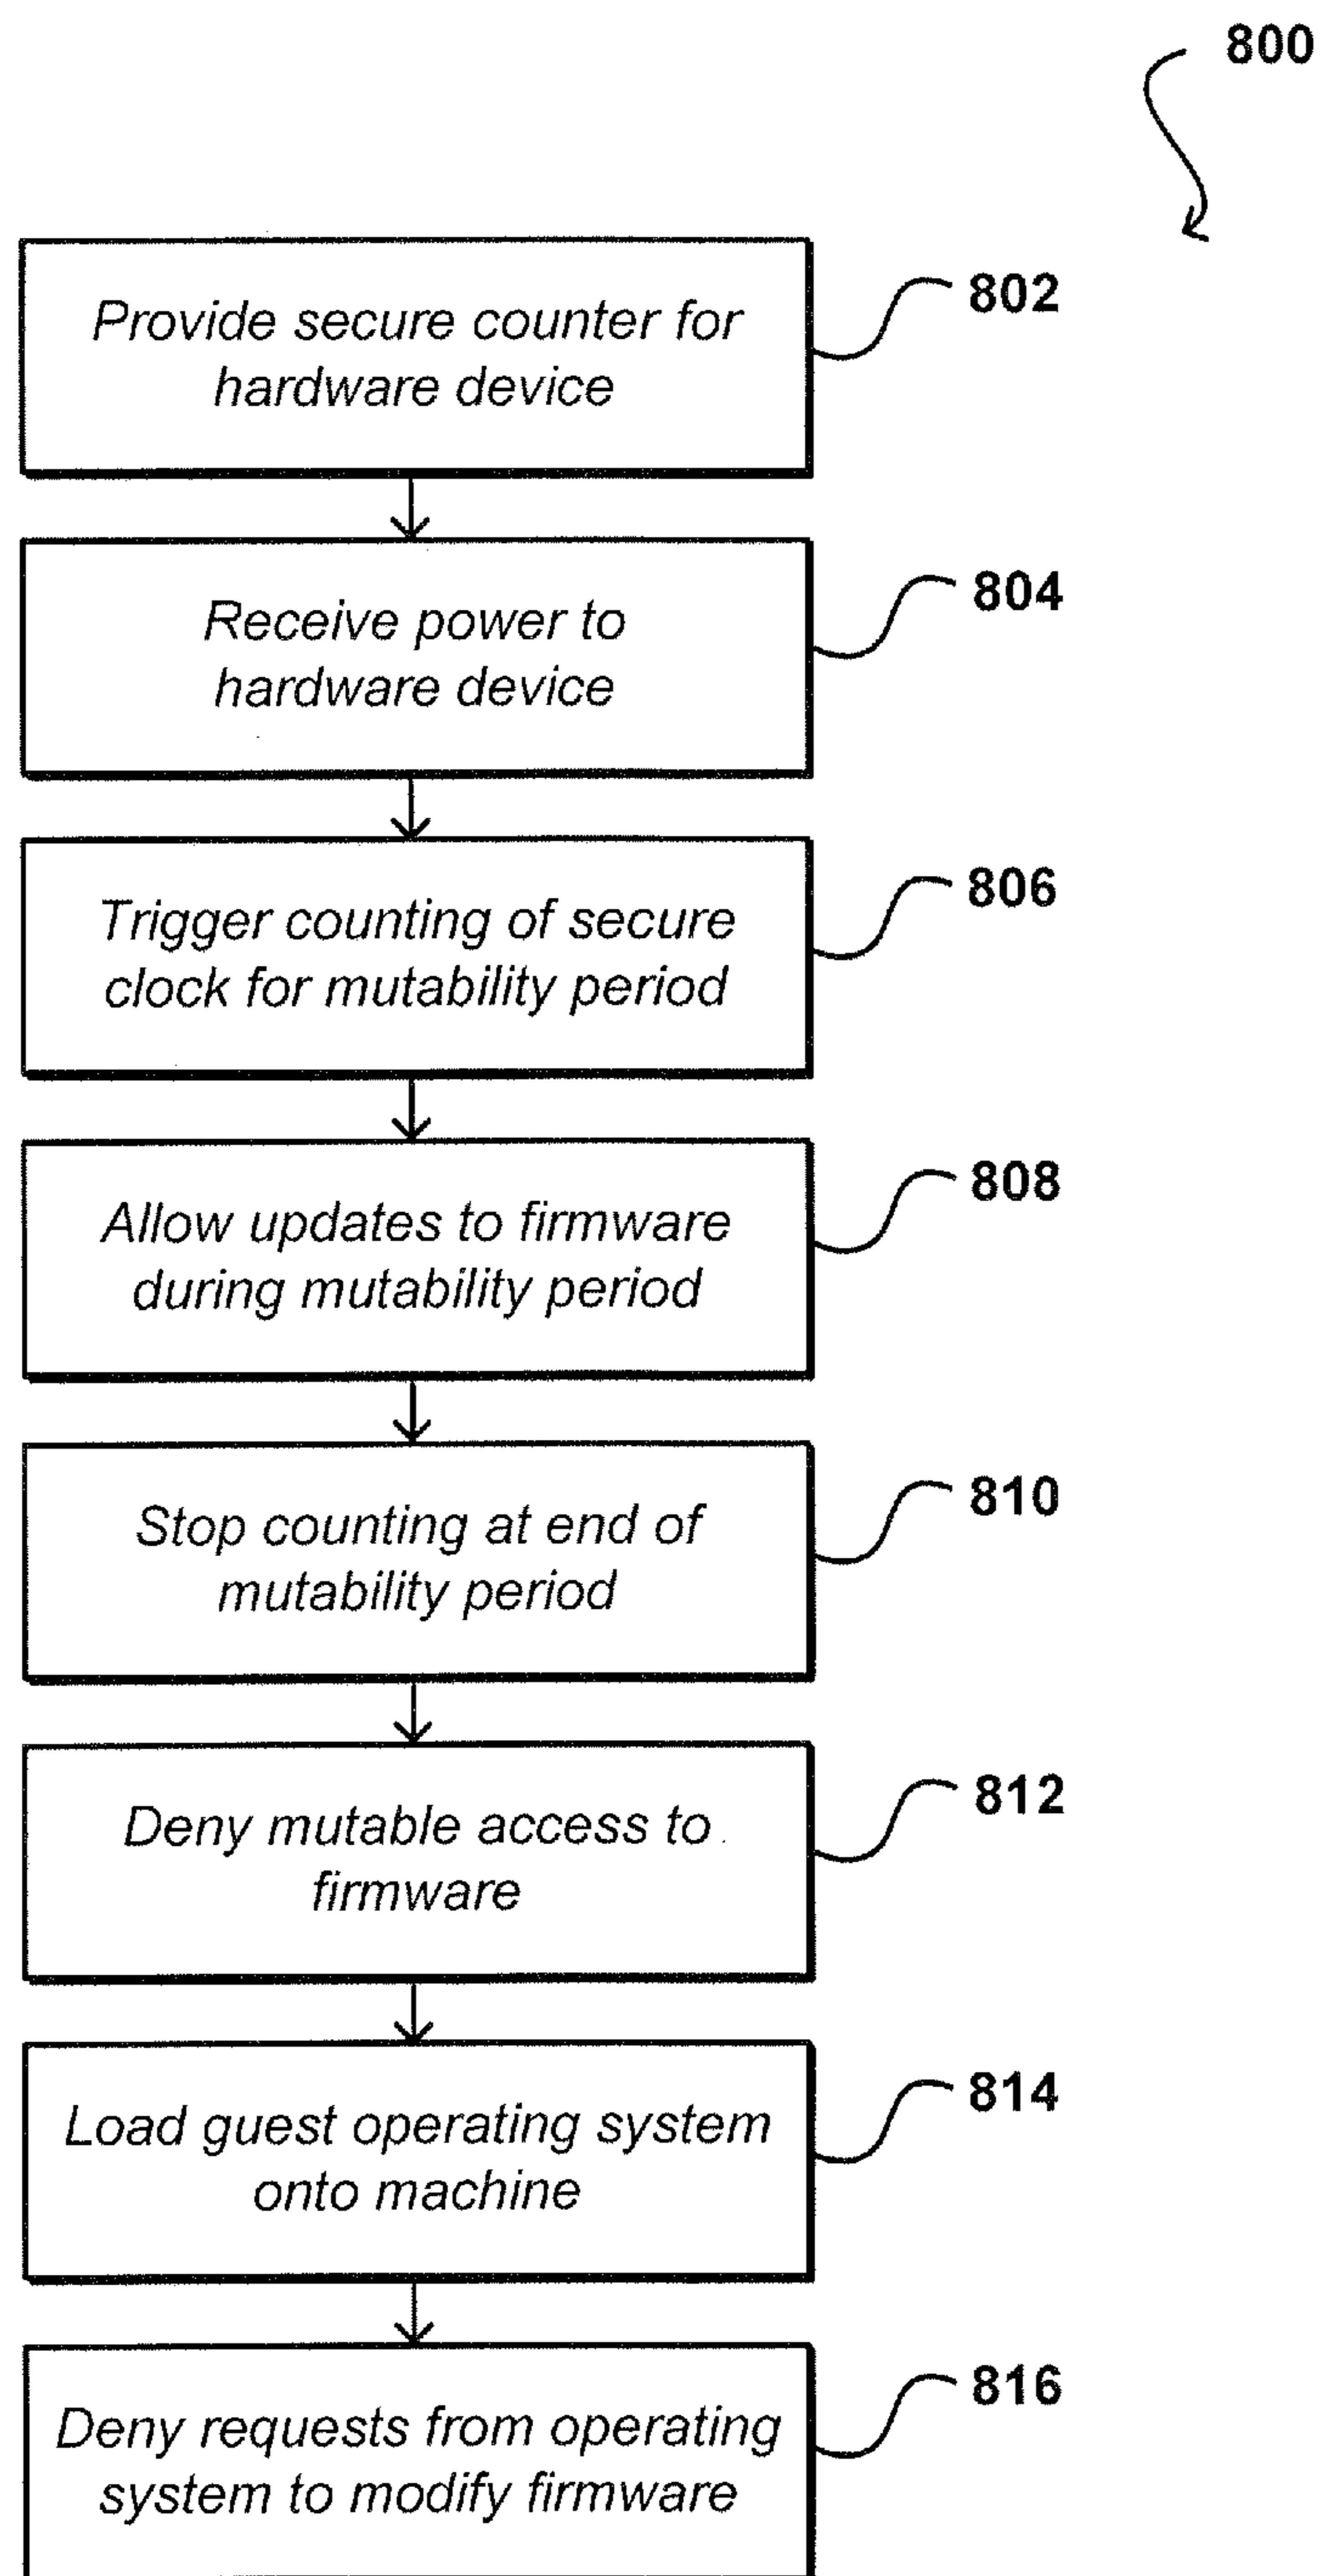 800
Provide secure counter for
hardware device
802
Receive power to
hardware device
804
Trigger counting of secure
clock for mutability period
806
Allow updates to firmware
during mutability period
808
Stop counting at end of
mutability period
810
Deny mutable access to
firmware
812
Load guest operating system
onto machine
814
Deny requests from operating
system to modify firmware
816